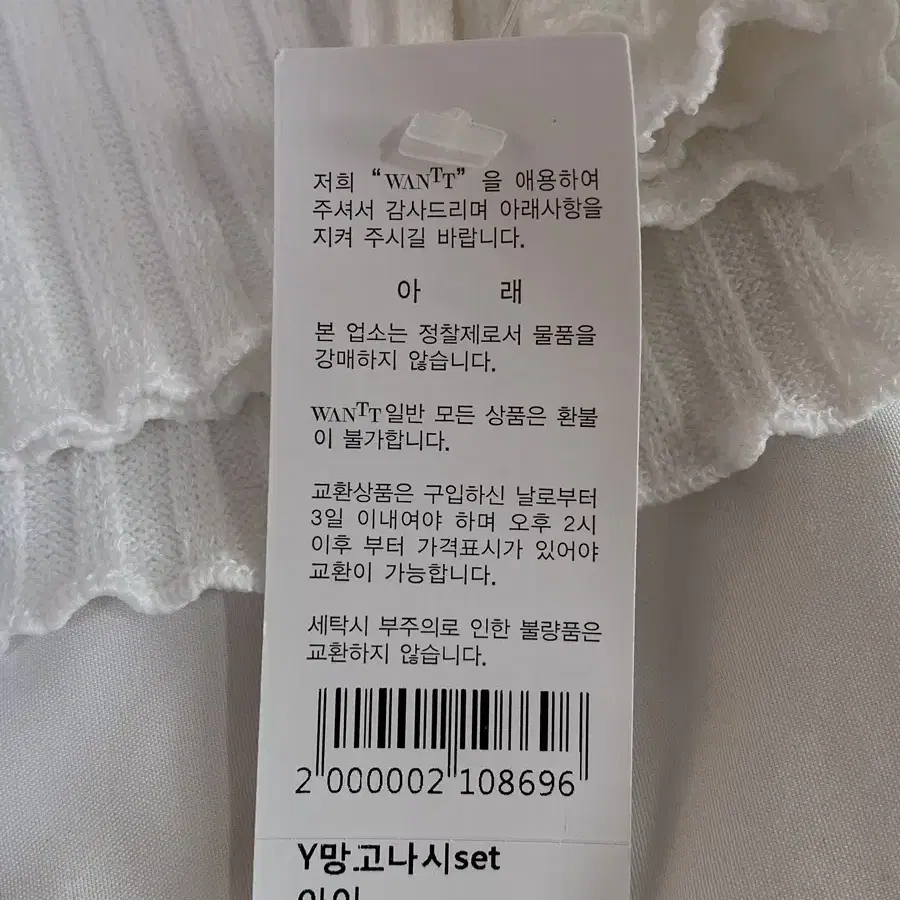 저희 “WANTT” 을 애용하여
주셔서 감사드리며 아래사항을
지켜 주시길 바랍니다.
아 래
본 업소는 정찰제로서 물품을
강매하지 않습니다.
WANTT일반 모든 상품은 환불
이 불가합니다.
교환상품은 구입하신 날로부터
3일 이내여야 하며 오후 2시
이후 부터 가격표시가 있어야
교환이 가능합니다.
세탁시 부주의로 인한 불량품은
교환하지 않습니다.
2 000002 108696
Y망고나시set